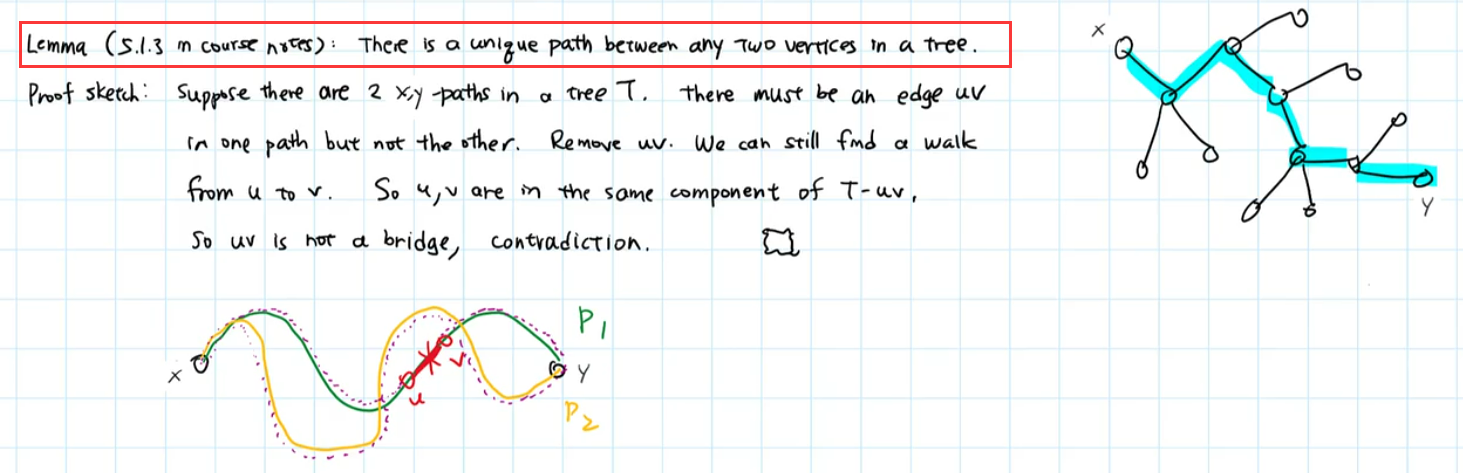 Lemma (5.1.3 in course notes): There is a unique path between any two vertices in a tree.
Proof sketch: Suppose there are 2 x,y-paths in a tree T. There must be an edge uv
in one path but not the other. Remove uv. We can still find a walk
from u to v. So u,v are in the same component of T-uv,
So uv is not a bridge, contradiction.
x
y
P1
x
u
v
y
P2